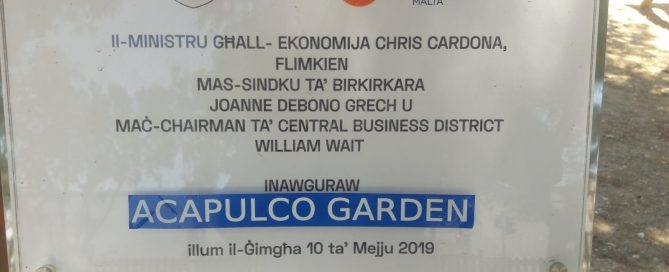 MALTA
Il-MINISTRU GĦALL- EKONOMIJA CHRIS CARDONA,
FLIMKIEN
MAS-SINDKU TA' BIRKIRKARA
JOANNE DEBONO GRECH U
MAĊ-CHAIRMAN TA' CENTRAL BUSINESS DISTRICT
WILLIAM WAIT
INAWGURAW
ACAPULCO GARDEN
illum il-Ġimgħa 10 ta' Mejju 2019